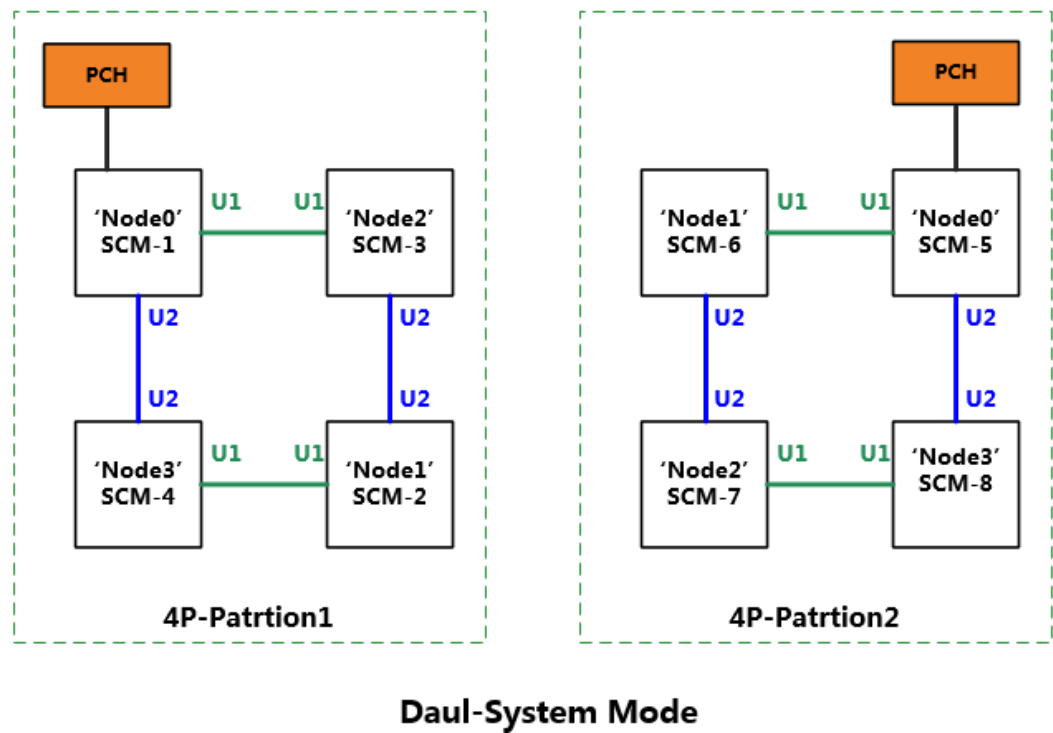 PCH
PCH
‘Node0’
SCM-1
U1
U1
‘Node2’
SCM-3
‘Node1’
SCM-6
U1
U1
‘Node0’
SCM-5
U2
U2
U2
U2
U2
U2
U2
U2
‘Node3’
SCM-4
U1
U1
‘Node1’
SCM-2
‘Node2’
SCM-7
U1
U1
‘Node3’
SCM-8
4P-Patrtion1
4P-Patrtion2
Daul-System Mode